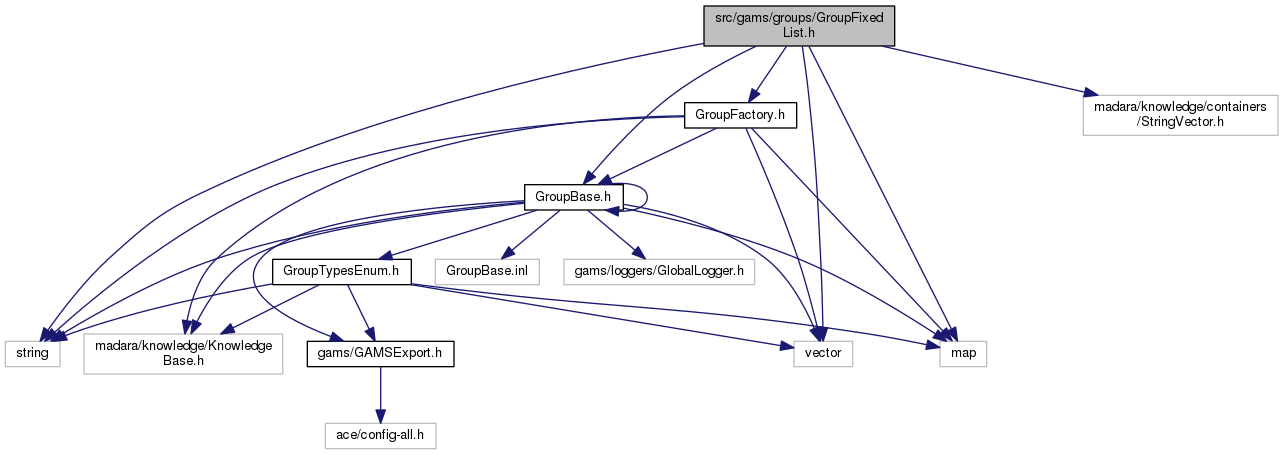 src/gams/groups/GroupFixed
List.h
madara/knowledge/containers
/StringVector.h
GroupFactory.h
GroupBase.h
GroupTypesEnum.h
GroupBase.inl
gams/loggers/GlobalLogger.h
string
madara/knowledge/Knowledge
Base.h
gams/GAMSExport.h
vector
map
ace/config-all.h